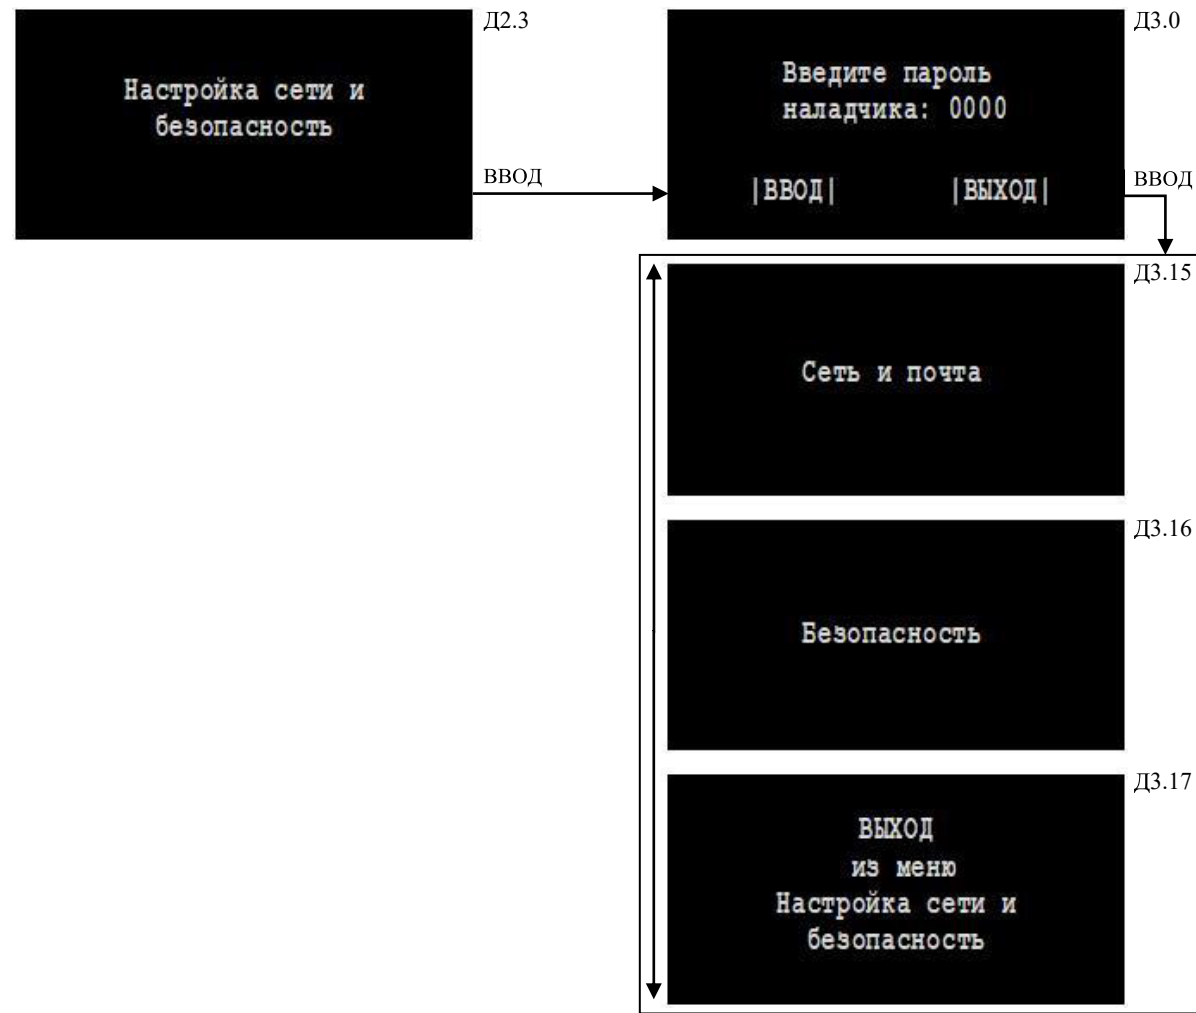 Д2.3
Настройка сети и
безопасность
ВВОД
Д3.0
Введите пароль
наладчика: 0000
|ВВОД| |ВЫХОД|
ВВОД
Д3.15
Сеть и почта
Д3.16
Безопасность
Д3.17
ВЫХОД
из меню
Настройка сети и
безопасность